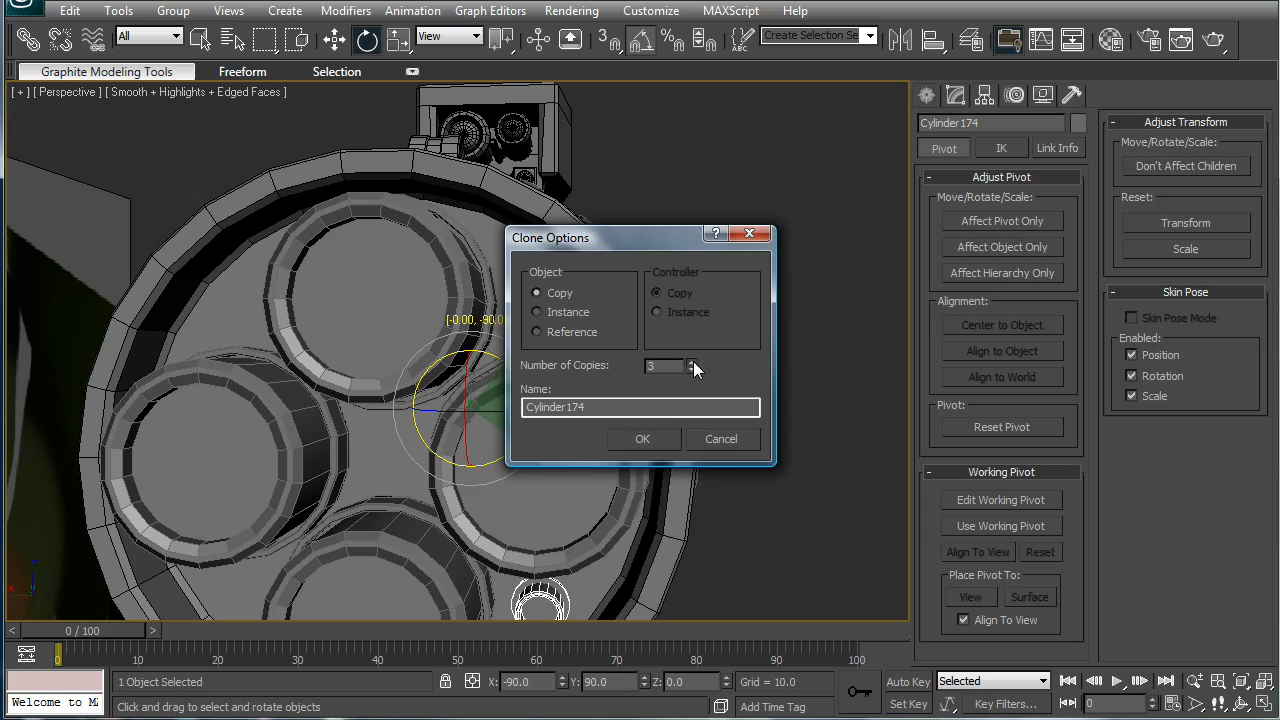 Edit Tools Group Views Create Modifiers Animation Graph Editors Rendering Customize MAXScript Help
All View 3 Create Selection Se
Graphite Modeling Tools Freeform Selection
[ + ] [ Perspective ] [ Smooth + Highlights + Edged Faces ]
[-0.00, -90.0
Clone Options
Object
Copy
Instance
Reference
Controller
Copy
Instance
Number of Copies: 3
Name:
Cylinder174
OK Cancel
Cylinder174
Pivot IK Link Info
- Adjust Pivot
Move/Rotate/Scale:
Affect Pivot Only
Affect Object Only
Affect Hierarchy Only
Alignment:
Center to Object
Align to Object
Align to World
Pivot:
Reset Pivot
- Working Pivot
Edit Working Pivot
Use Working Pivot
Align To View Reset
Place Pivot To:
View Surface
Align To View
- Adjust Transform
Move/Rotate/Scale:
Don't Affect Children
Reset:
Transform
Scale
- Skin Pose
Skin Pose Mode
Enabled:
Position
Rotation
Scale
< 0 / 100 >
0 10 20 30 40 50 60 70 80 90 100
1 Object Selected X: -90.0 Y: 90.0 Z: 0.0 Grid = 10.0 Auto Key Selected
Welcome to M Click and drag to select and rotate objects Add Time Tag Set Key Key Filters... 0